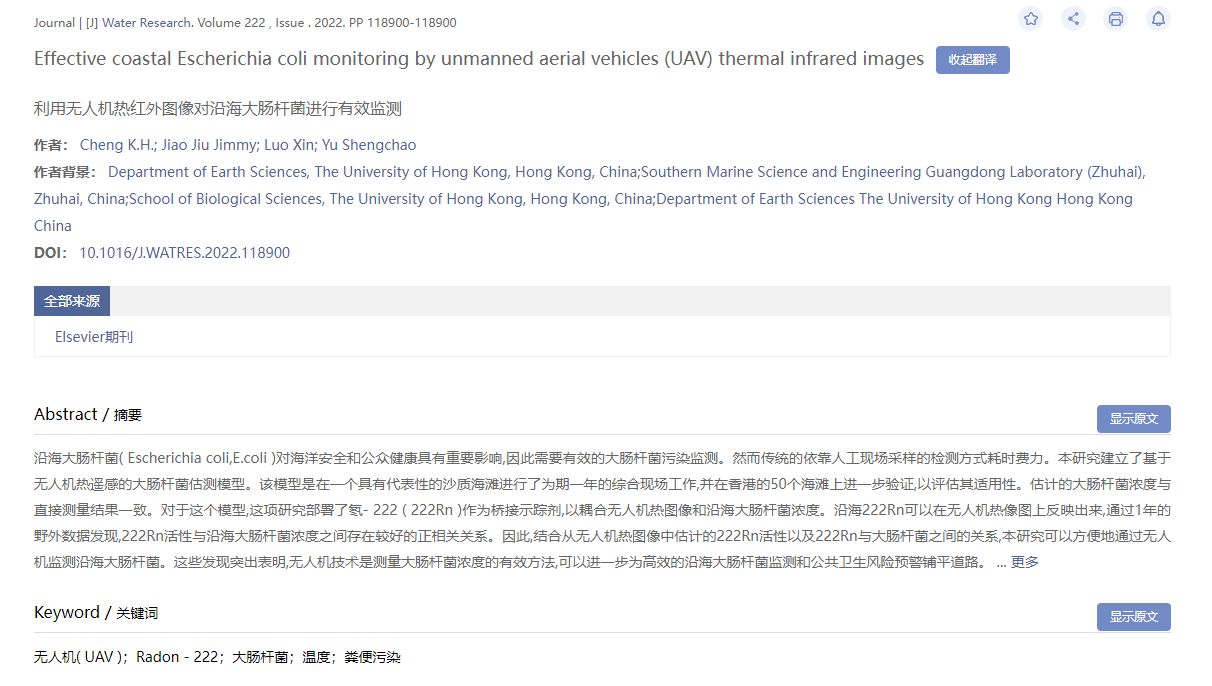 Journal | [J] Water Research. Volume 222 , Issue . 2022. PP 118900-118900
Effective coastal Escherichia coli monitoring by unmanned aerial vehicles (UAV) thermal infrared images 收起翻译
利用无人机热红外图像对沿海大肠杆菌进行有效监测
作者： Cheng K.H.; Jiao Jiu Jimmy; Luo Xin; Yu Shengchao
作者背景： Department of Earth Sciences, The University of Hong Kong, Hong Kong, China;Southern Marine Science and Engineering Guangdong Laboratory (Zhuhai),
Zhuhai, China;School of Biological Sciences, The University of Hong Kong, Hong Kong, China;Department of Earth Sciences The University of Hong Kong Hong Kong
China
DOI： 10.1016/J.WATRES.2022.118900
全部来源
Elsevier期刊
Abstract / 摘要 显示原文
沿海大肠杆菌( Escherichia coli,E.coli )对海洋安全和公众健康具有重要影响,因此需要有效的大肠杆菌污染监测。然而传统的依靠人工现场采样的检测方式耗时费力。本研究建立了基于
无人机热遥感的大肠杆菌估测模型。该模型是在一个具有代表性的沙质海滩进行了为期一年的综合现场工作,并在香港的50个海滩上进一步验证,以评估其适用性。估计的大肠杆菌浓度与
直接测量结果一致。对于这个模型,这项研究部署了氡- 222 ( 222Rn )作为桥接示踪剂,以耦合无人机热图像和沿海大肠杆菌浓度。沿海222Rn可以在无人机热像图上反映出来,通过1年的
野外数据发现,222Rn活性与沿海大肠杆菌浓度之间存在较好的正相关关系。因此,结合从无人机热图像中估计的222Rn活性以及222Rn与大肠杆菌之间的关系,本研究可以方便地通过无人
机监测沿海大肠杆菌。这些发现突出表明,无人机技术是测量大肠杆菌浓度的有效方法,可以进一步为高效的沿海大肠杆菌监测和公共卫生风险预警铺平道路。 ... 更多
Keyword / 关键词 显示原文
无人机( UAV )；Radon - 222；大肠杆菌；温度；粪便污染